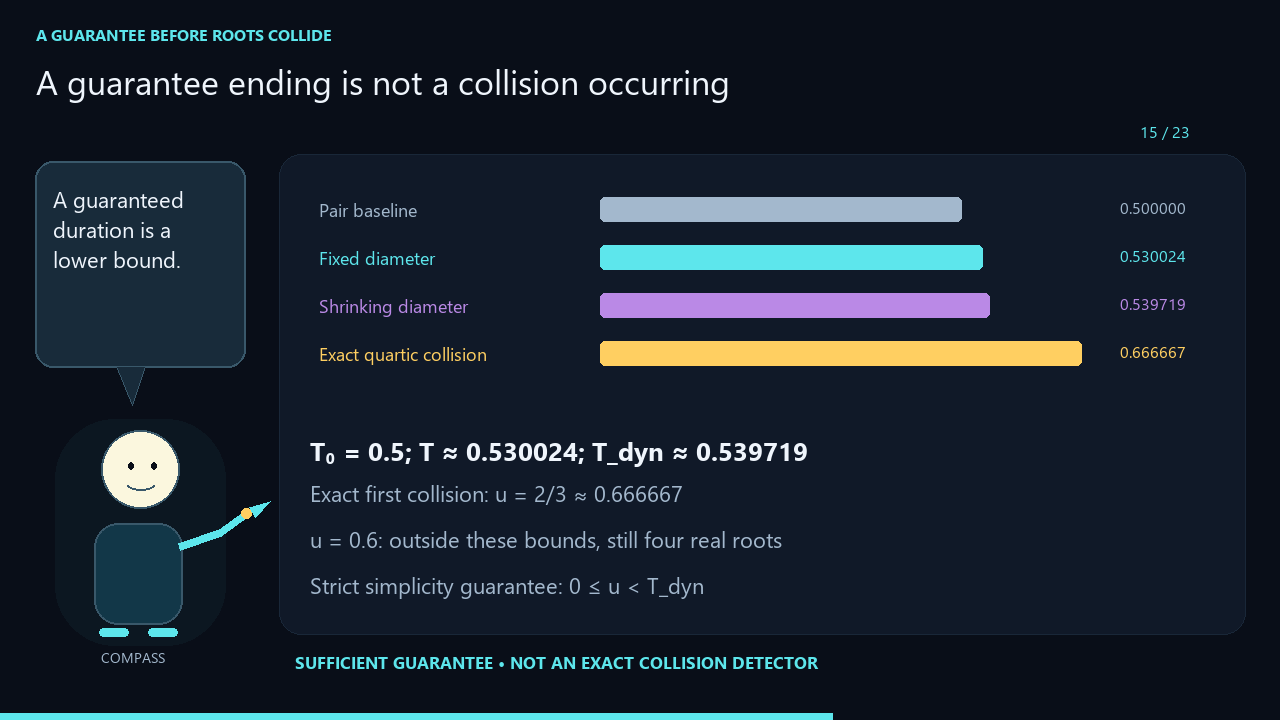 A GUARANTEE BEFORE ROOTS COLLIDE
A guarantee ending is not a collision occurring
15 / 23
A guaranteed
duration is a
lower bound.
Pair baseline
0.500000
Fixed diameter
0.530024
Shrinking diameter
0.539719
Exact quartic collision
0.666667
T₀ = 0.5; T ≈ 0.530024; T_dyn ≈ 0.539719
Exact first collision: u = 2/3 ≈ 0.666667
u = 0.6: outside these bounds, still four real roots
Strict simplicity guarantee: 0 ≤ u < T_dyn
COMPASS
SUFFICIENT GUARANTEE • NOT AN EXACT COLLISION DETECTOR